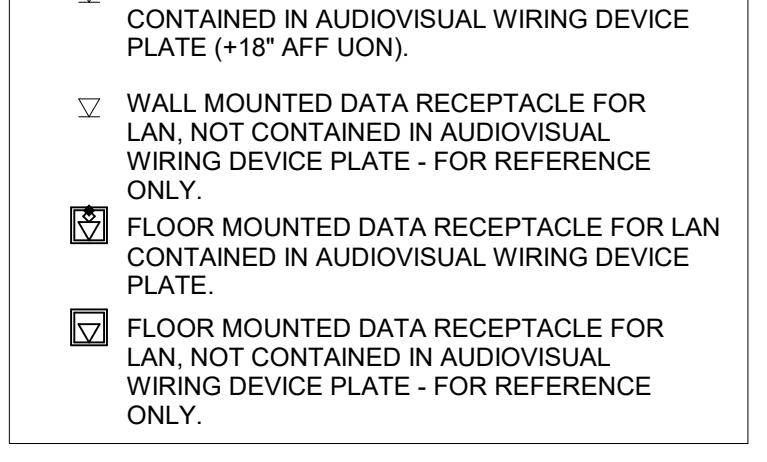 CONTAINED IN AUDIOVISUAL WIRING DEVICE
PLATE (+18" AFF UON).
WALL MOUNTED DATA RECEPTACLE FOR
LAN, NOT CONTAINED IN AUDIOVISUAL
WIRING DEVICE PLATE - FOR REFERENCE
ONLY.
FLOOR MOUNTED DATA RECEPTACLE FOR LAN
CONTAINED IN AUDIOVISUAL WIRING DEVICE
PLATE.
FLOOR MOUNTED DATA RECEPTACLE FOR
LAN, NOT CONTAINED IN AUDIOVISUAL
WIRING DEVICE PLATE - FOR REFERENCE
ONLY.